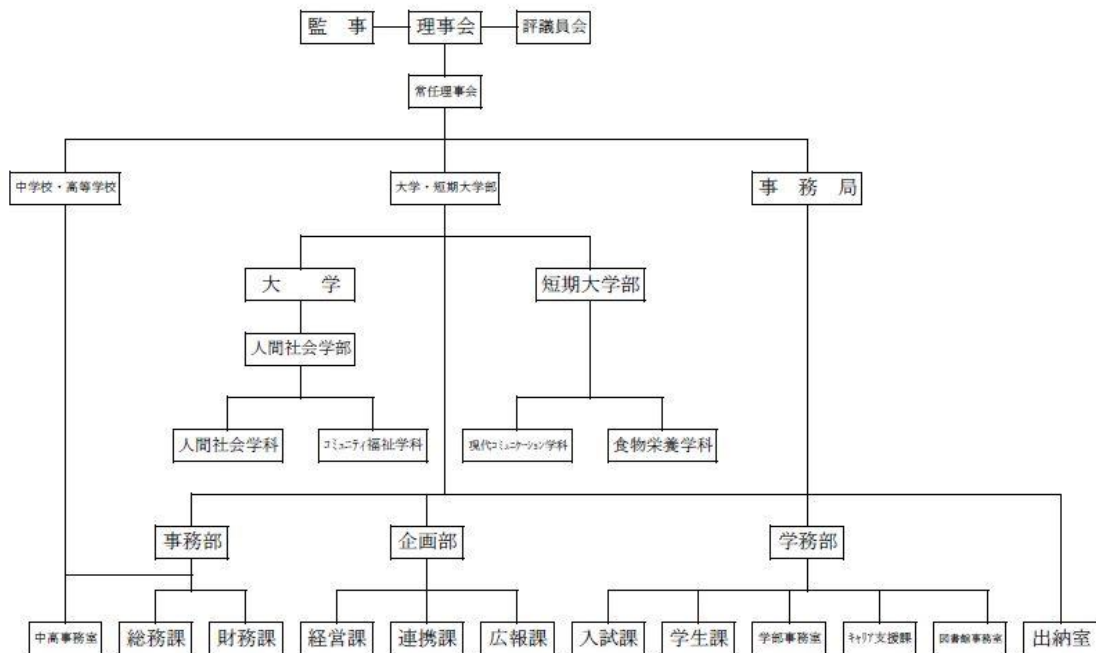 監　事
理事会
評議員会
常任理事会
中学校・高等学校
大学・短期大学部
事　務　局
大　　学
短期大学部
人間社会学部
人間社会学科
コミュニティ福祉学科
現代コミュニケーション学科
食物栄養学科
事務部
企画部
学務部
中高事務室
総務課
財務課
経営課
連携課
広報課
入試課
学生課
学部事務室
キャリア支援課
図書館事務室
出納室